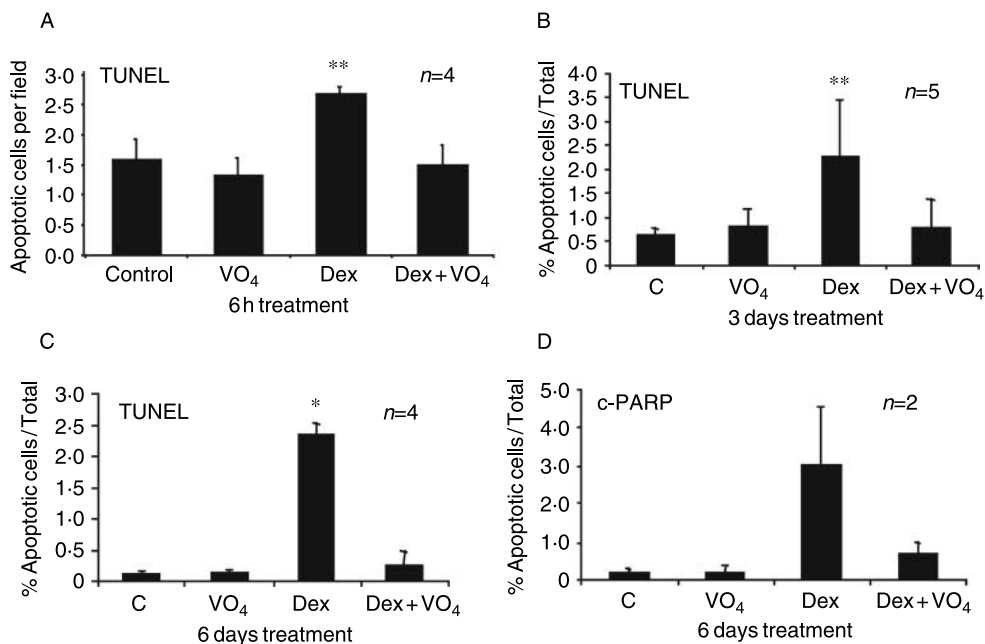 A
Apoptotic cells per field
3·0
2·5
2·0
1·5
1·0
0·5
0·0
TUNEL
**
n=4
Control VO₄ Dex Dex+VO₄
6h treatment
B
% Apoptotic cells/Total
4·0
3·5
3·0
2·5
2·0
1·5
1·0
0·5
0
TUNEL
**
n=5
C VO₄ Dex Dex+VO₄
3 days treatment
C
% Apoptotic cells/Total
3·0
2·5
2·0
1·5
1·0
0·5
0
TUNEL
*
n=4
C VO₄ Dex Dex+VO₄
6 days treatment
D
% Apoptotic cells/Total
5·0
4·0
3·0
2·0
1·0
0
c-PARP
n=2
C VO₄ Dex Dex+VO₄
6 days treatment